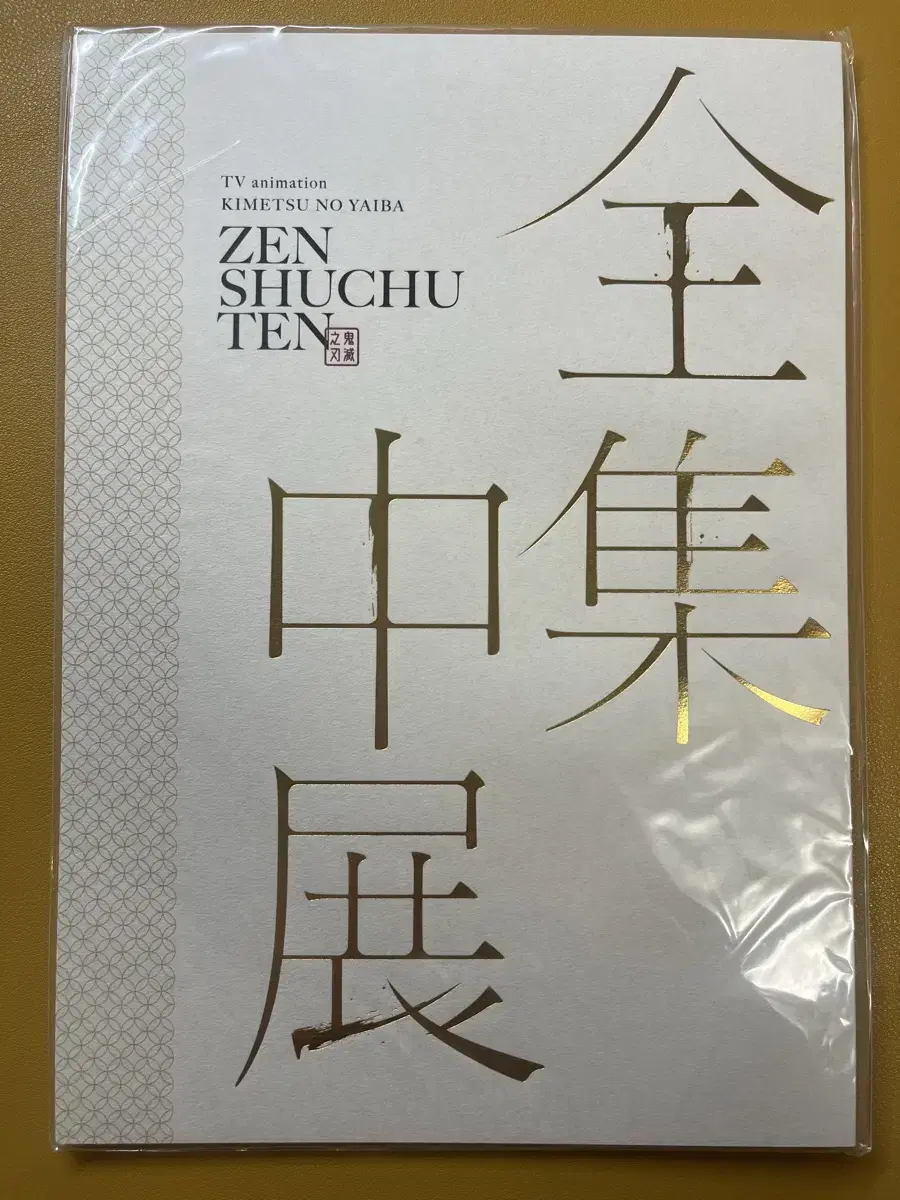 TV animation
KIMETSU NO YAIBA
ZEN
SHUCHU
TEN
鬼滅
之刃
全集
中展